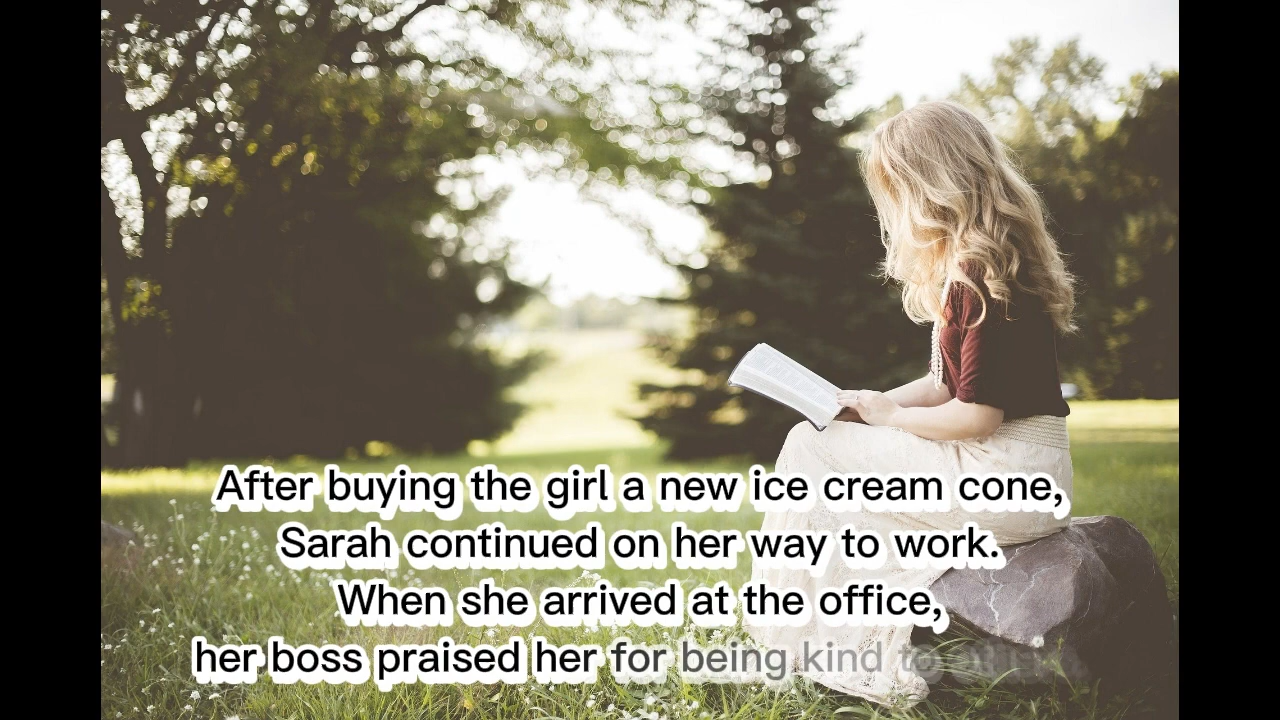 After buying the girl a new ice cream cone,
Sarah continued on her way to work.
When she arrived at the office,
her boss praised her for being kind to